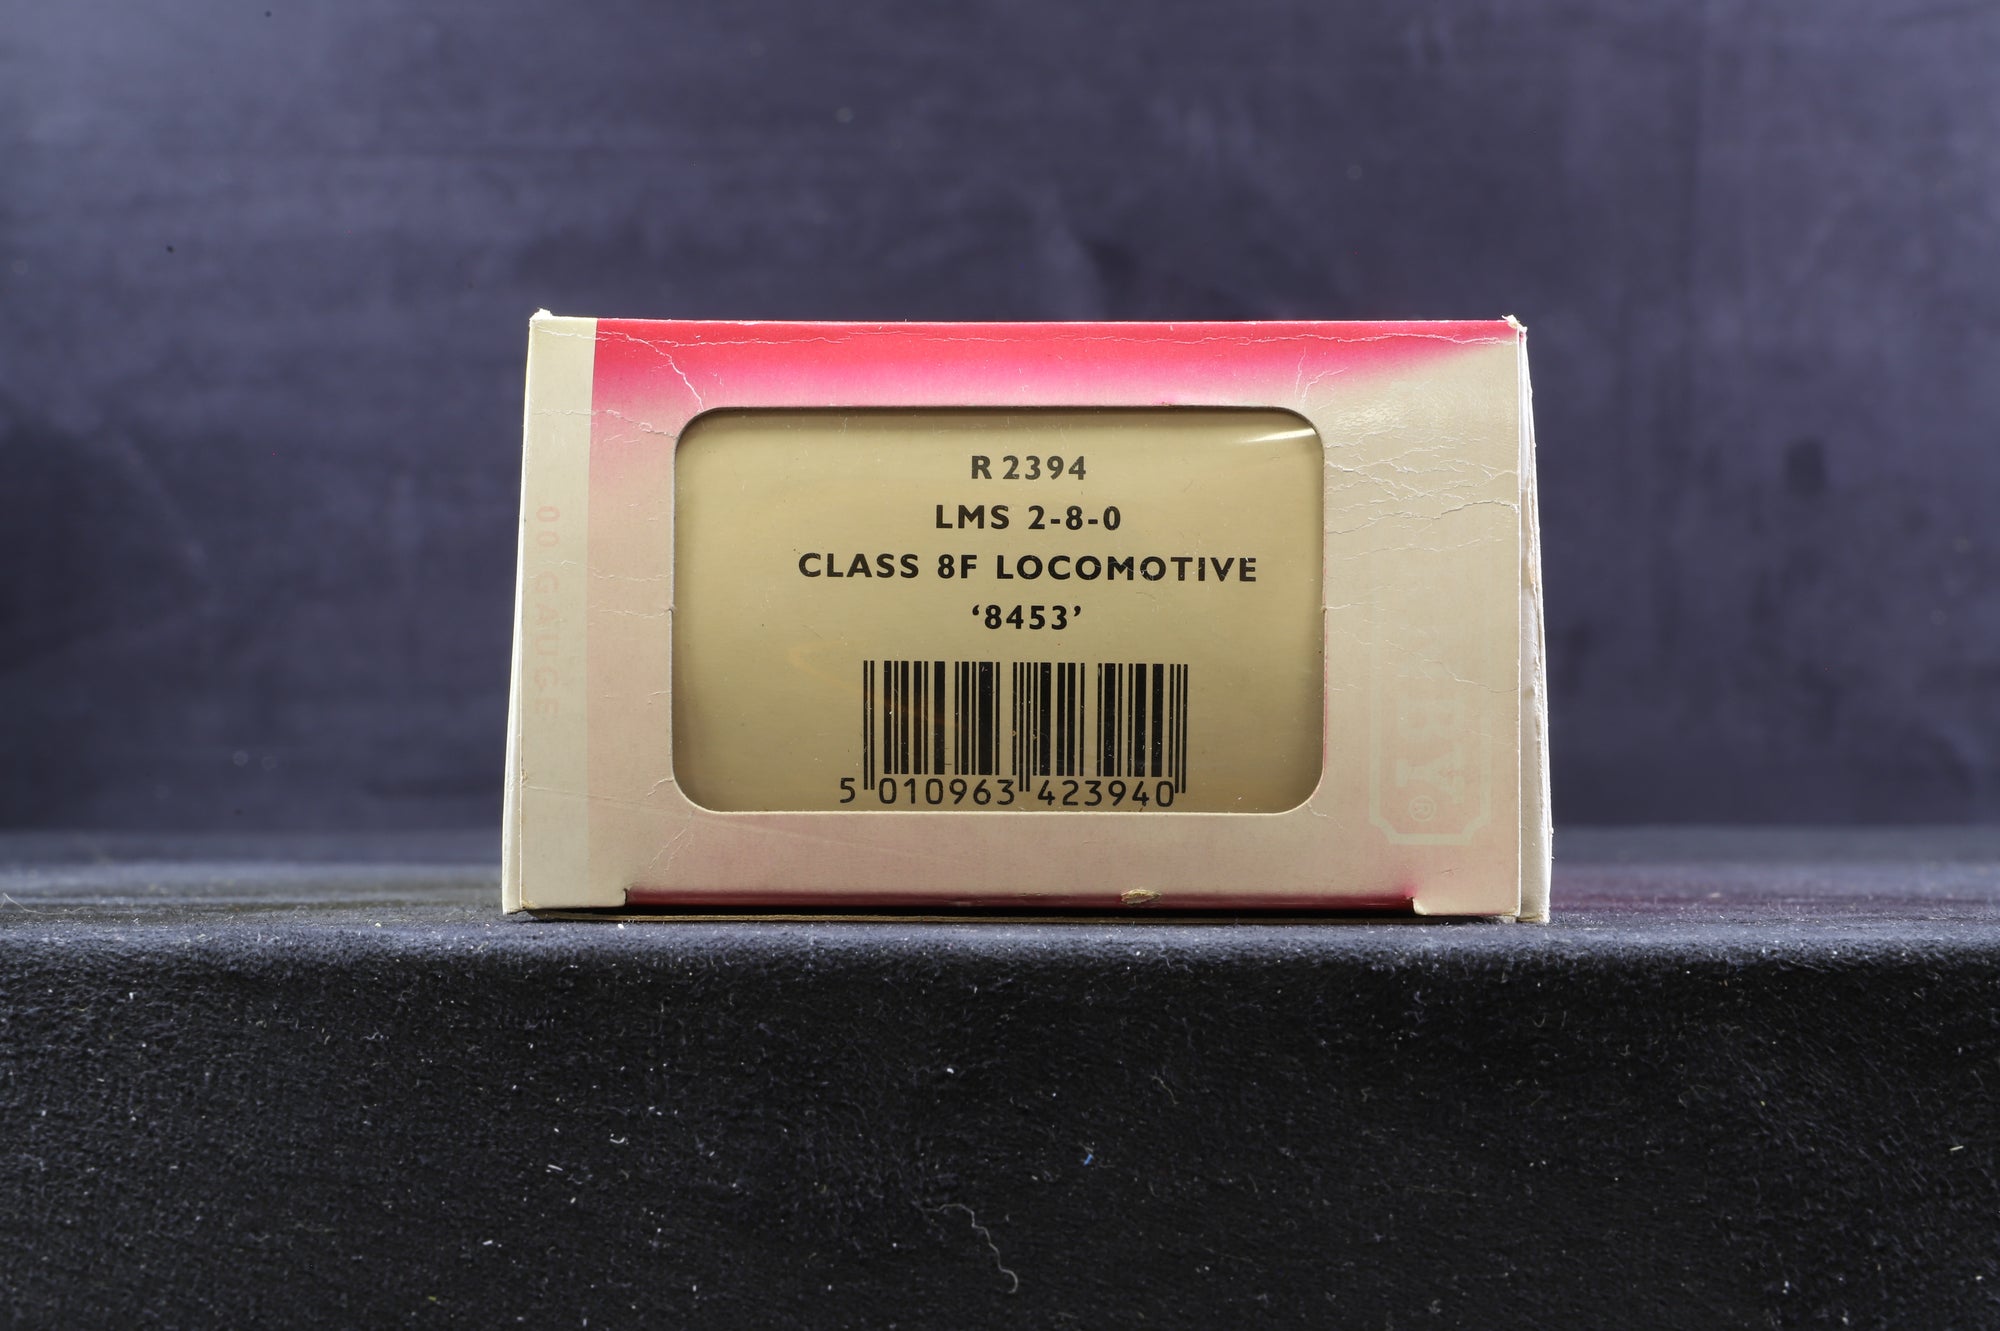 R 2394
LMS 2-8-0
CLASS 8F LOCOMOTIVE
‘8453’
5 010963 423940
00 GAUGE
®